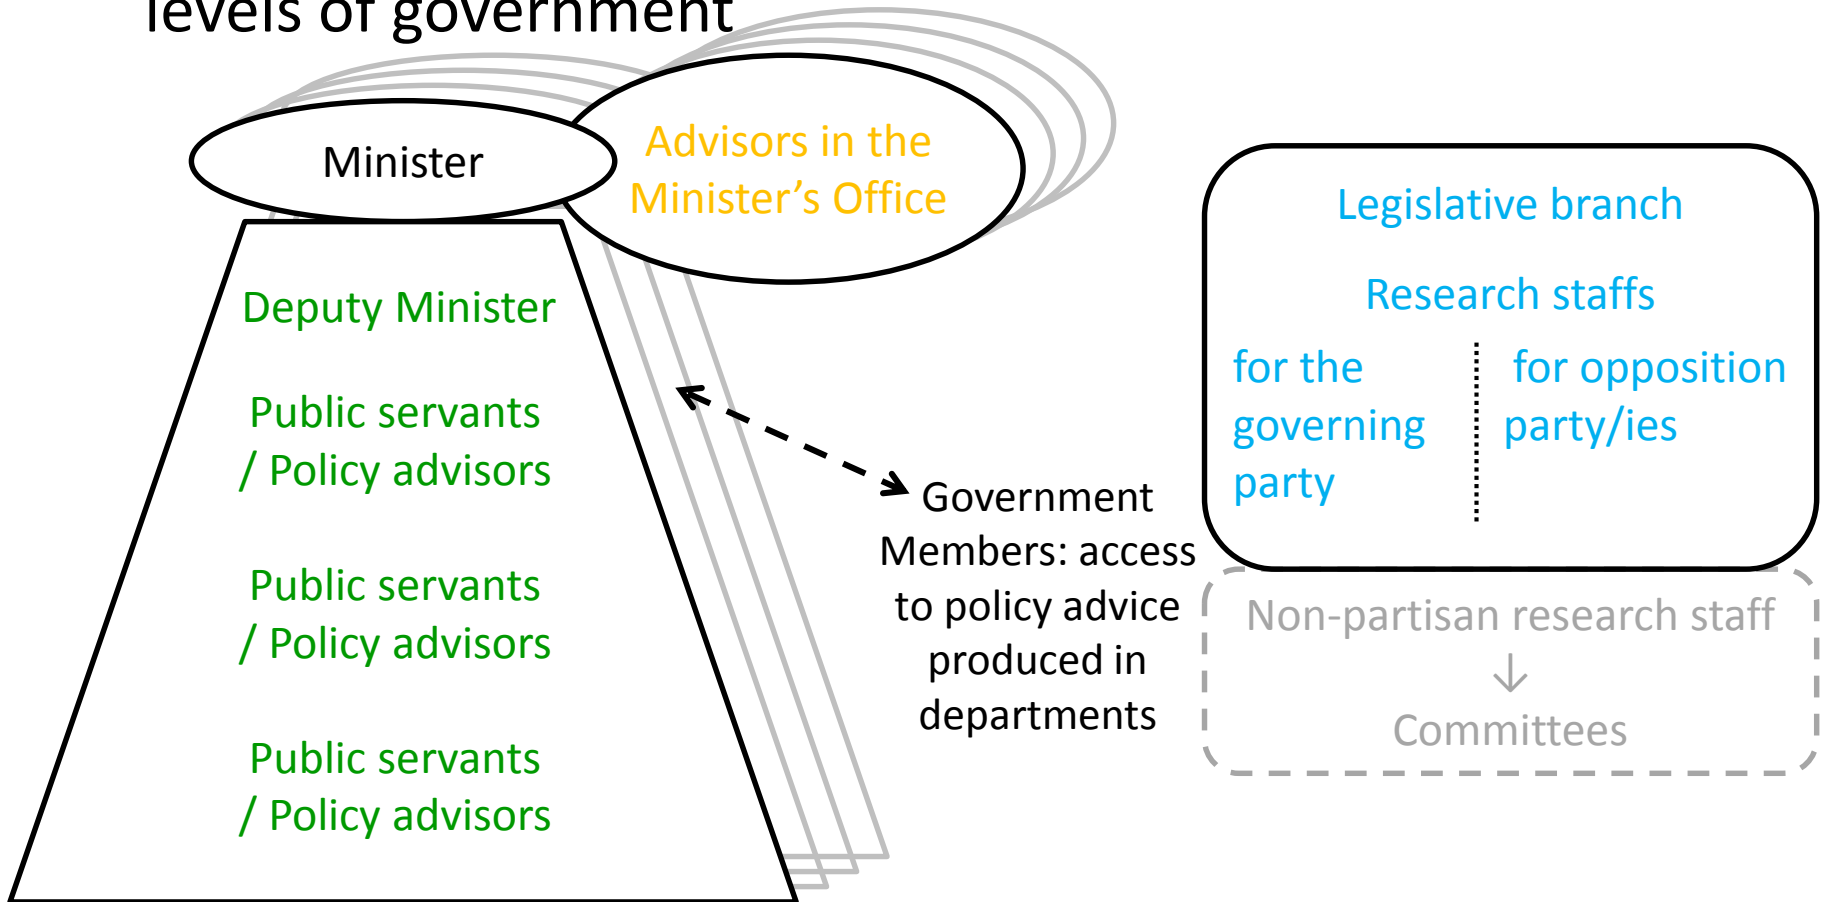 levels of government
Minister
Advisors in the
Minister’s Office
Deputy Minister
Public servants
/ Policy advisors
Public servants
/ Policy advisors
Public servants
/ Policy advisors
Government
Members: access
to policy advice
produced in
departments
Legislative branch
Research staffs
for the
governing
party
for opposition
party/ies
Non-partisan research staff
↓
Committees